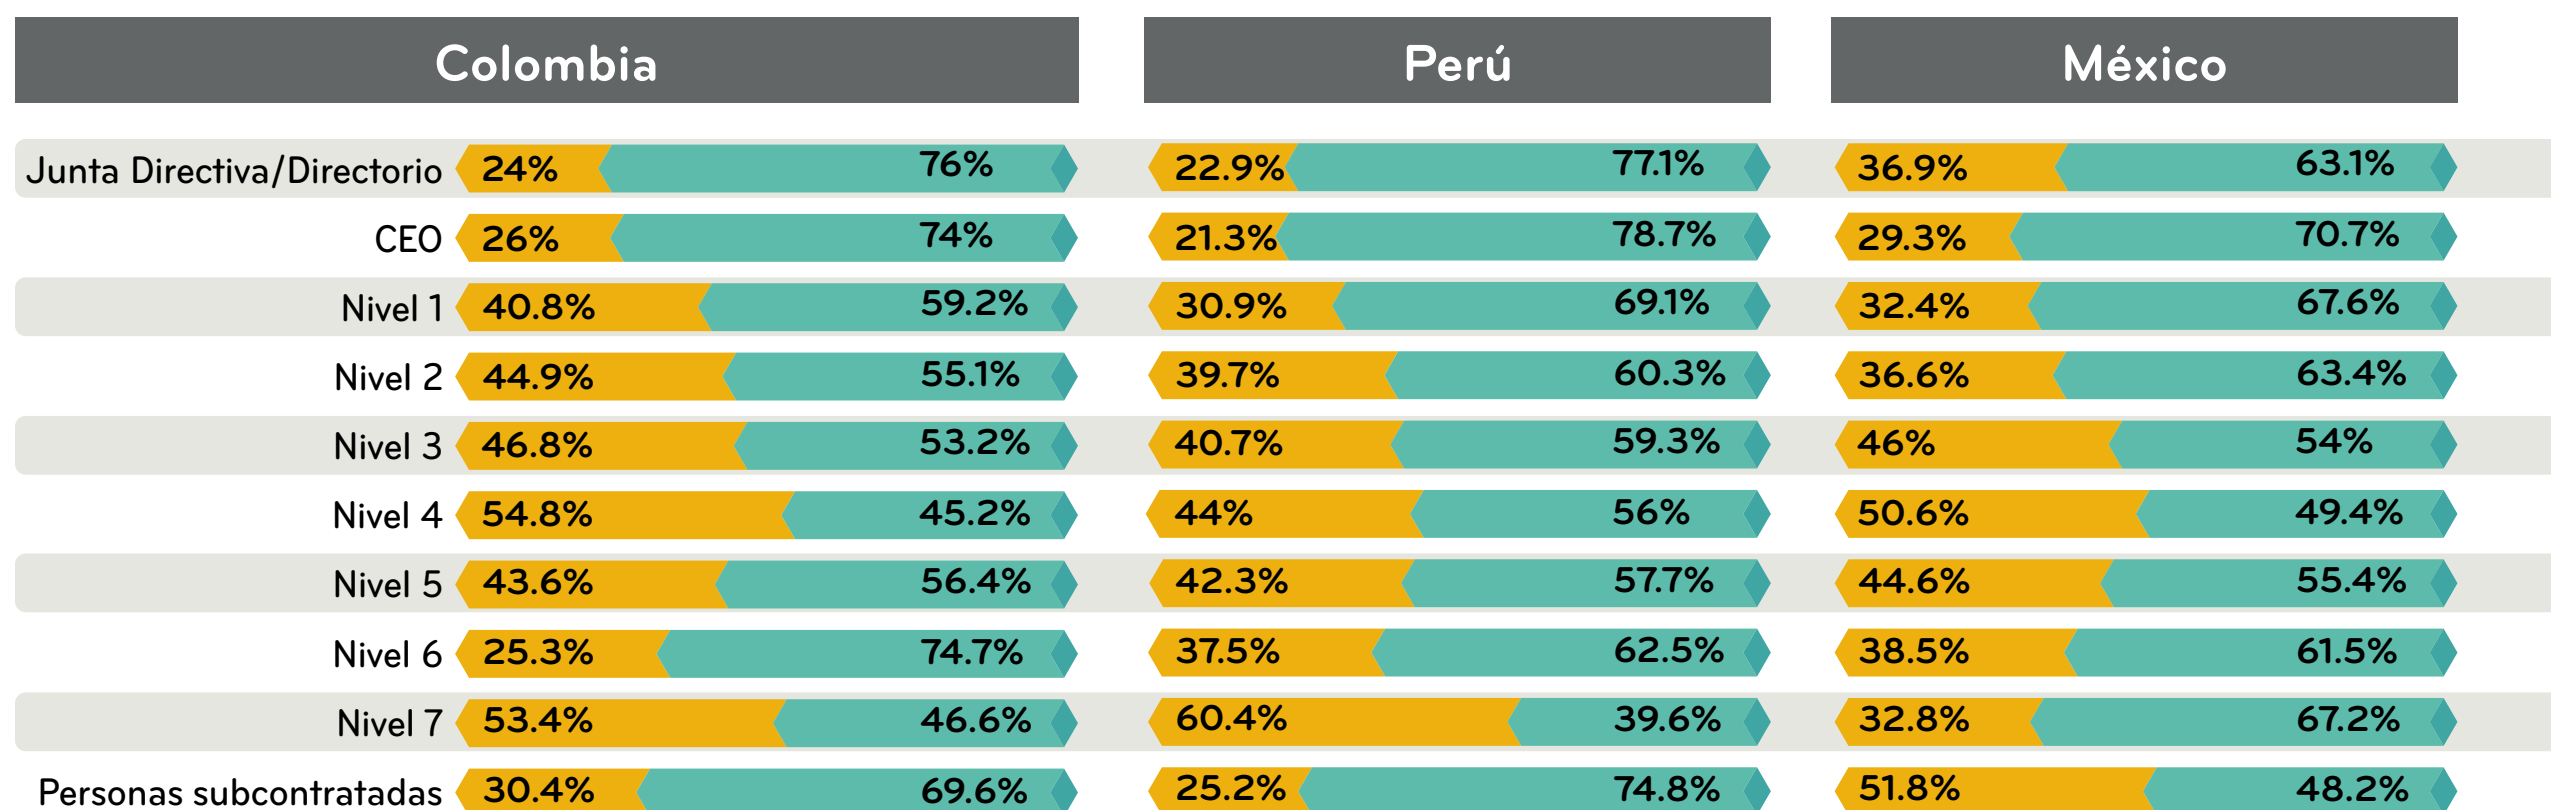 Colombia Perú México
Junta Directiva/Directorio 24% 76% 22.9% 77.1% 36.9% 63.1%
CEO 26% 74% 21.3% 78.7% 29.3% 70.7%
Nivel 1 40.8% 59.2% 30.9% 69.1% 32.4% 67.6%
Nivel 2 44.9% 55.1% 39.7% 60.3% 36.6% 63.4%
Nivel 3 46.8% 53.2% 40.7% 59.3% 46% 54%
Nivel 4 54.8% 45.2% 44% 56% 50.6% 49.4%
Nivel 5 43.6% 56.4% 42.3% 57.7% 44.6% 55.4%
Nivel 6 25.3% 74.7% 37.5% 62.5% 38.5% 61.5%
Nivel 7 53.4% 46.6% 60.4% 39.6% 32.8% 67.2%
Personas subcontratadas 30.4% 69.6% 25.2% 74.8% 51.8% 48.2%